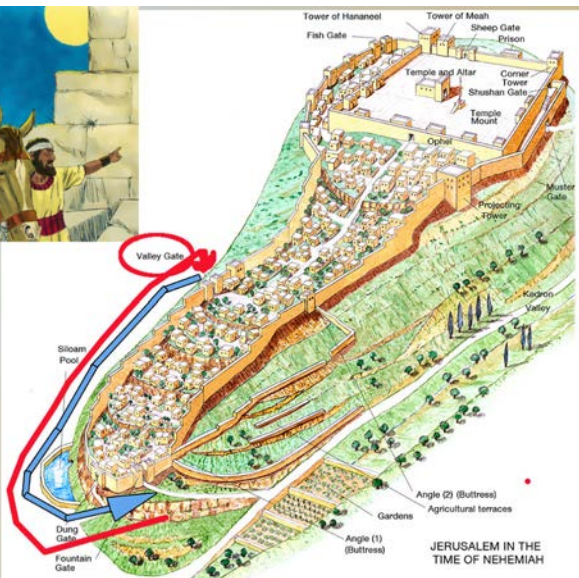 Tower of Hananeel
Tower of Meah
Sheep Gate
Prison
Fish Gate
Temple and Altar
Corner
Tower
Shushan Gate
Temple
Mount
Ophel
Muster
Gate
Projecting
Tower
Valley Gate
Kedron
Valley
Siloam
Pool
Angle (2) (Buttress)
Agricultural terraces
Gardens
Dung
Gate
Angle (1)
(Buttress)
Fountain
Gate
JERUSALEM IN THE
TIME OF NEHEMIAH